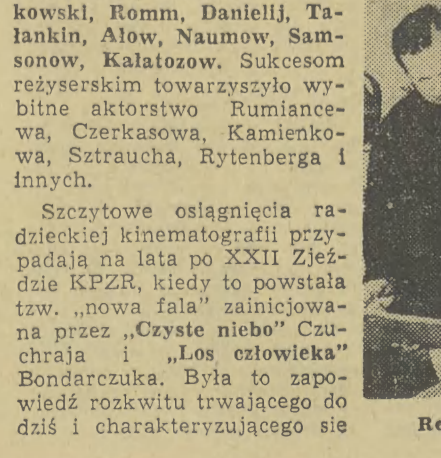 kowski, Romm, Danielij, Ta-
łankin, Ałow, Naumow, Sam-
sonow, Kałatozow. Sukcesom
reżyserskim towarzyszyło wy-
bitne aktorstwo Rumiance-
wa, Czerkasowa, Kamieńko-
wa, Sztraucha, Rytenberga i
innych.
Szczytowe osiągnięcia ra-
dzieckiej kinematografii przy-
padają na lata po XXII Zjeź-
dzie KPZR, kiedy to powstała
tzw. „nowa fala” zainicjowa-
na przez „Czyste niebo” Czu-
chraja i „Los człowieka”
Bondarczuka. Była to zapo-
wiedź rozkwitu trwającego do
dziś i charakteryzującego się
Re